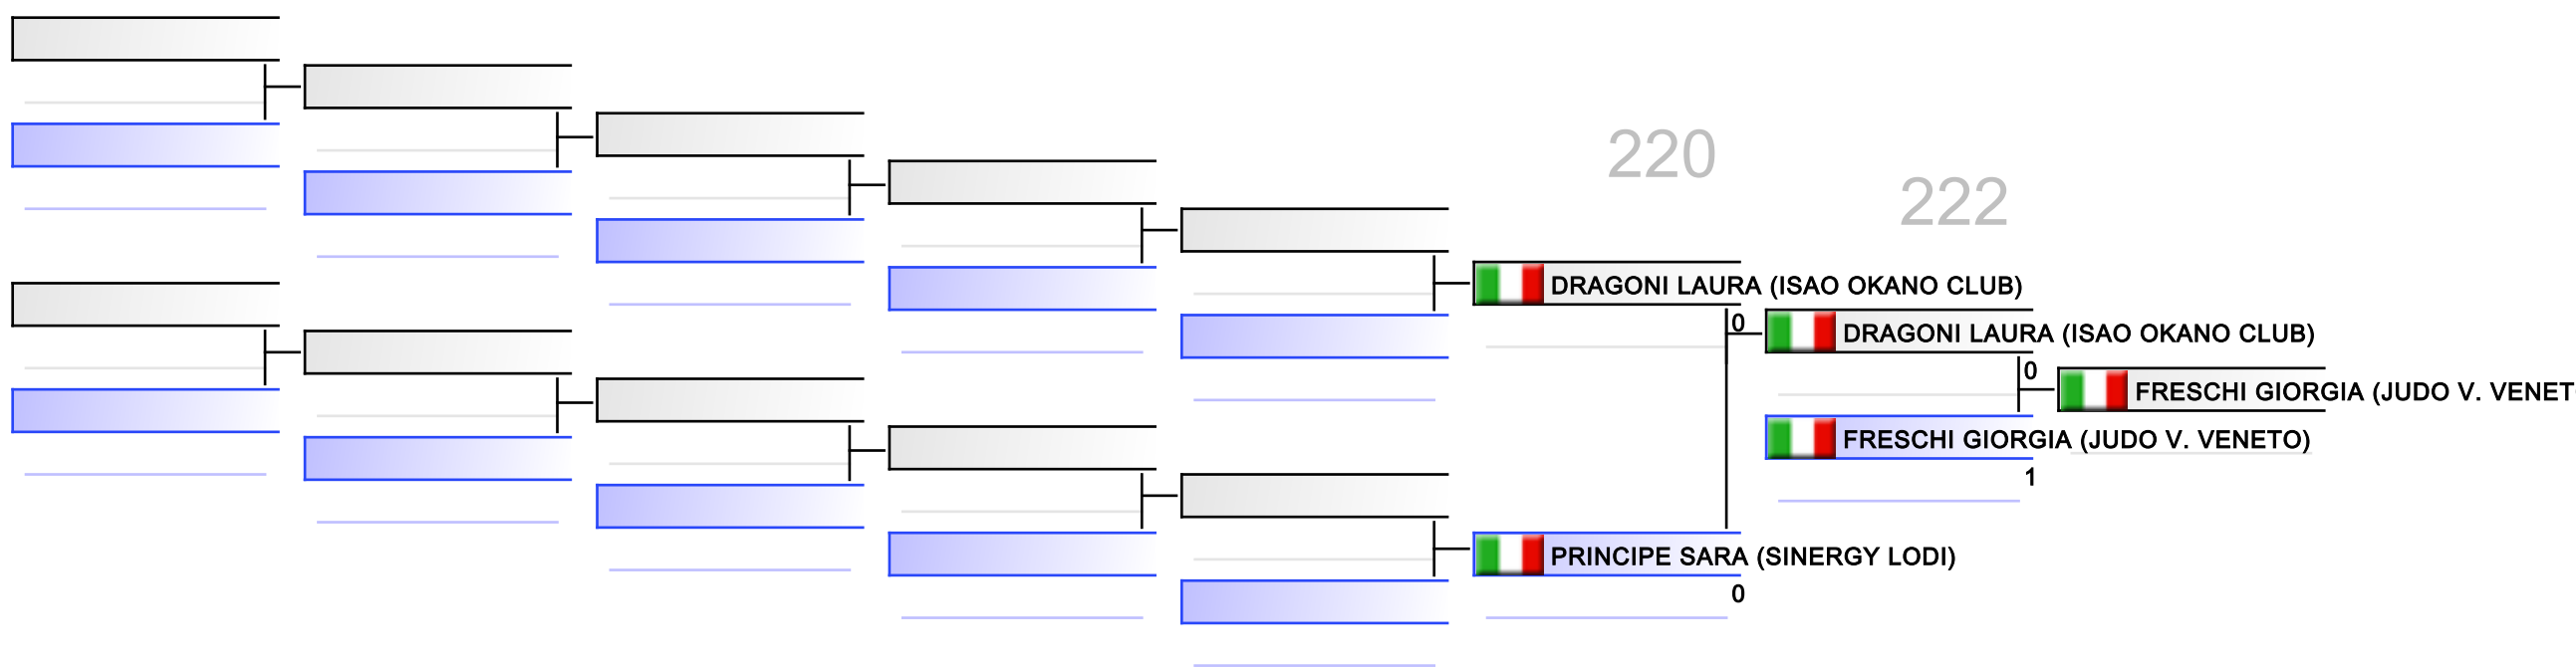 220
222
DRAGONI LAURA (ISAO OKANO CLUB)
0
DRAGONI LAURA (ISAO OKANO CLUB)
0
FRESCHI GIORGIA (JUDO V. VENET
FRESCHI GIORGIA (JUDO V. VENETO)
1
PRINCIPE SARA (SINERGY LODI)
0